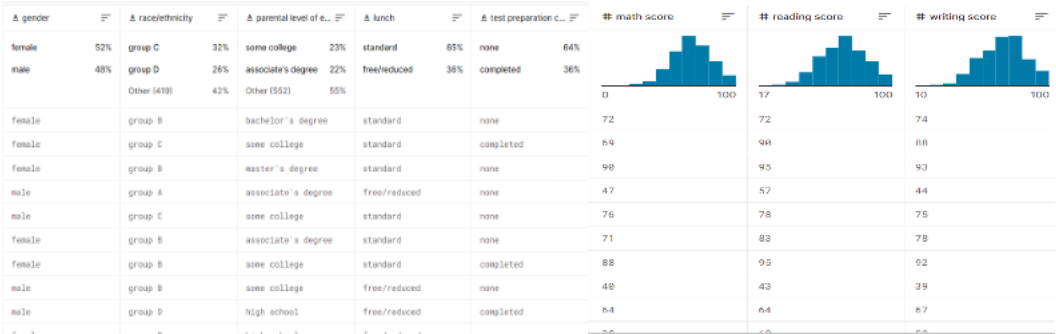 gender race/ethnicity parental level of e... lunch test preparation c... # math score # reading score # writing score
female 52% group C 32% some college 23% standard 65% none 64%
male 48% group D 26% associate's degree 22% free/reduced 36% completed 36%
Other (419) 42% Other (552) 55%
0 100 17 100 10 100
female group B bachelor's degree standard none 72 72 74
female group C some college standard completed 69 90 88
female group B master's degree standard none 90 95 93
male group A associate's degree free/reduced none 47 57 44
male group C some college standard none 76 78 75
female group B associate's degree standard none 71 83 78
female group B some college standard completed 88 95 92
male group B some college free/reduced none 40 43 39
male group D high school free/reduced completed 64 64 67